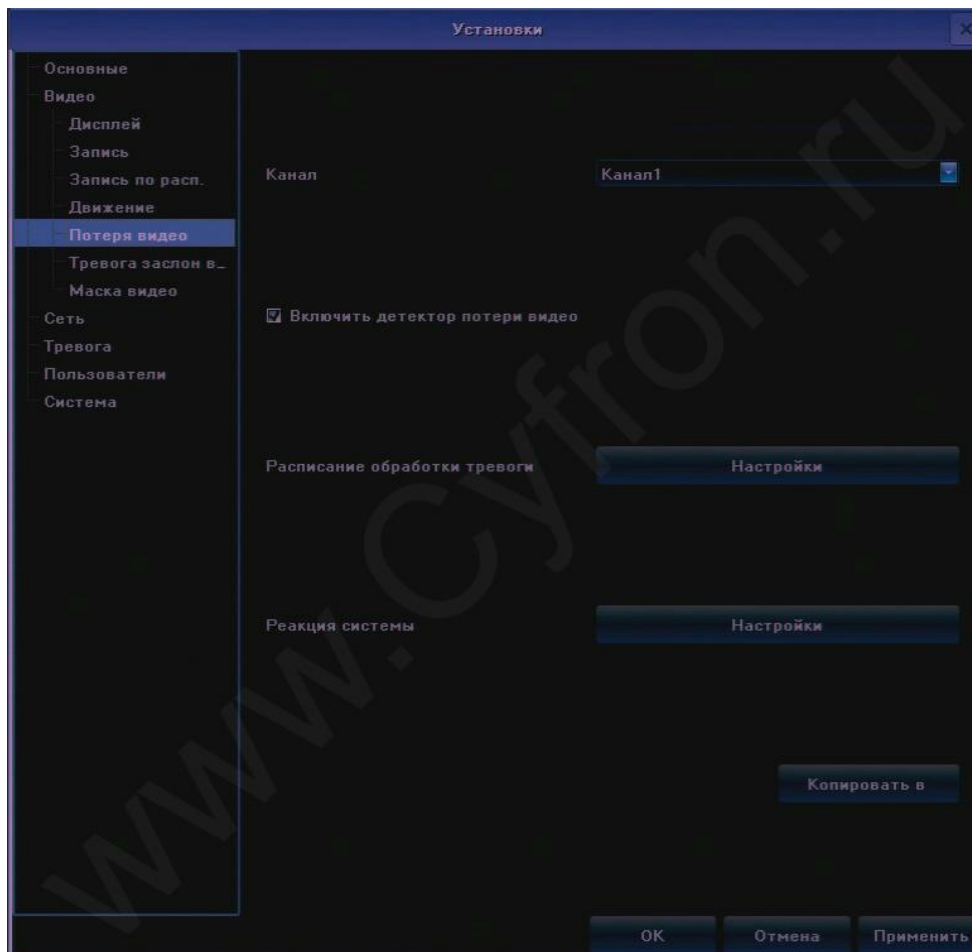 Установки
Основные
Видео
Дисплей
Запись
Запись по расп.
Движение
Потеря видео
Тревога заслон в...
Маска видео
Сеть
Тревога
Пользователи
Система
Канал
Канал1
Включить детектор потери видео
Расписание обработки тревоги
Настройки
Реакция системы
Настройки
Копировать в
ОК
Отмена
Применить
www.Cyfron.ru